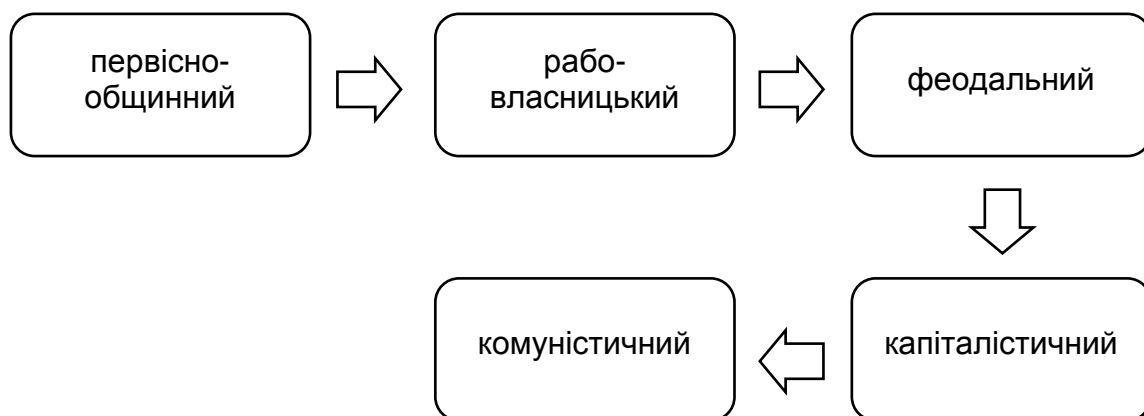 первісно-
общинний
рабо-
власницький
феодальний
капіталістичний
комуністичний